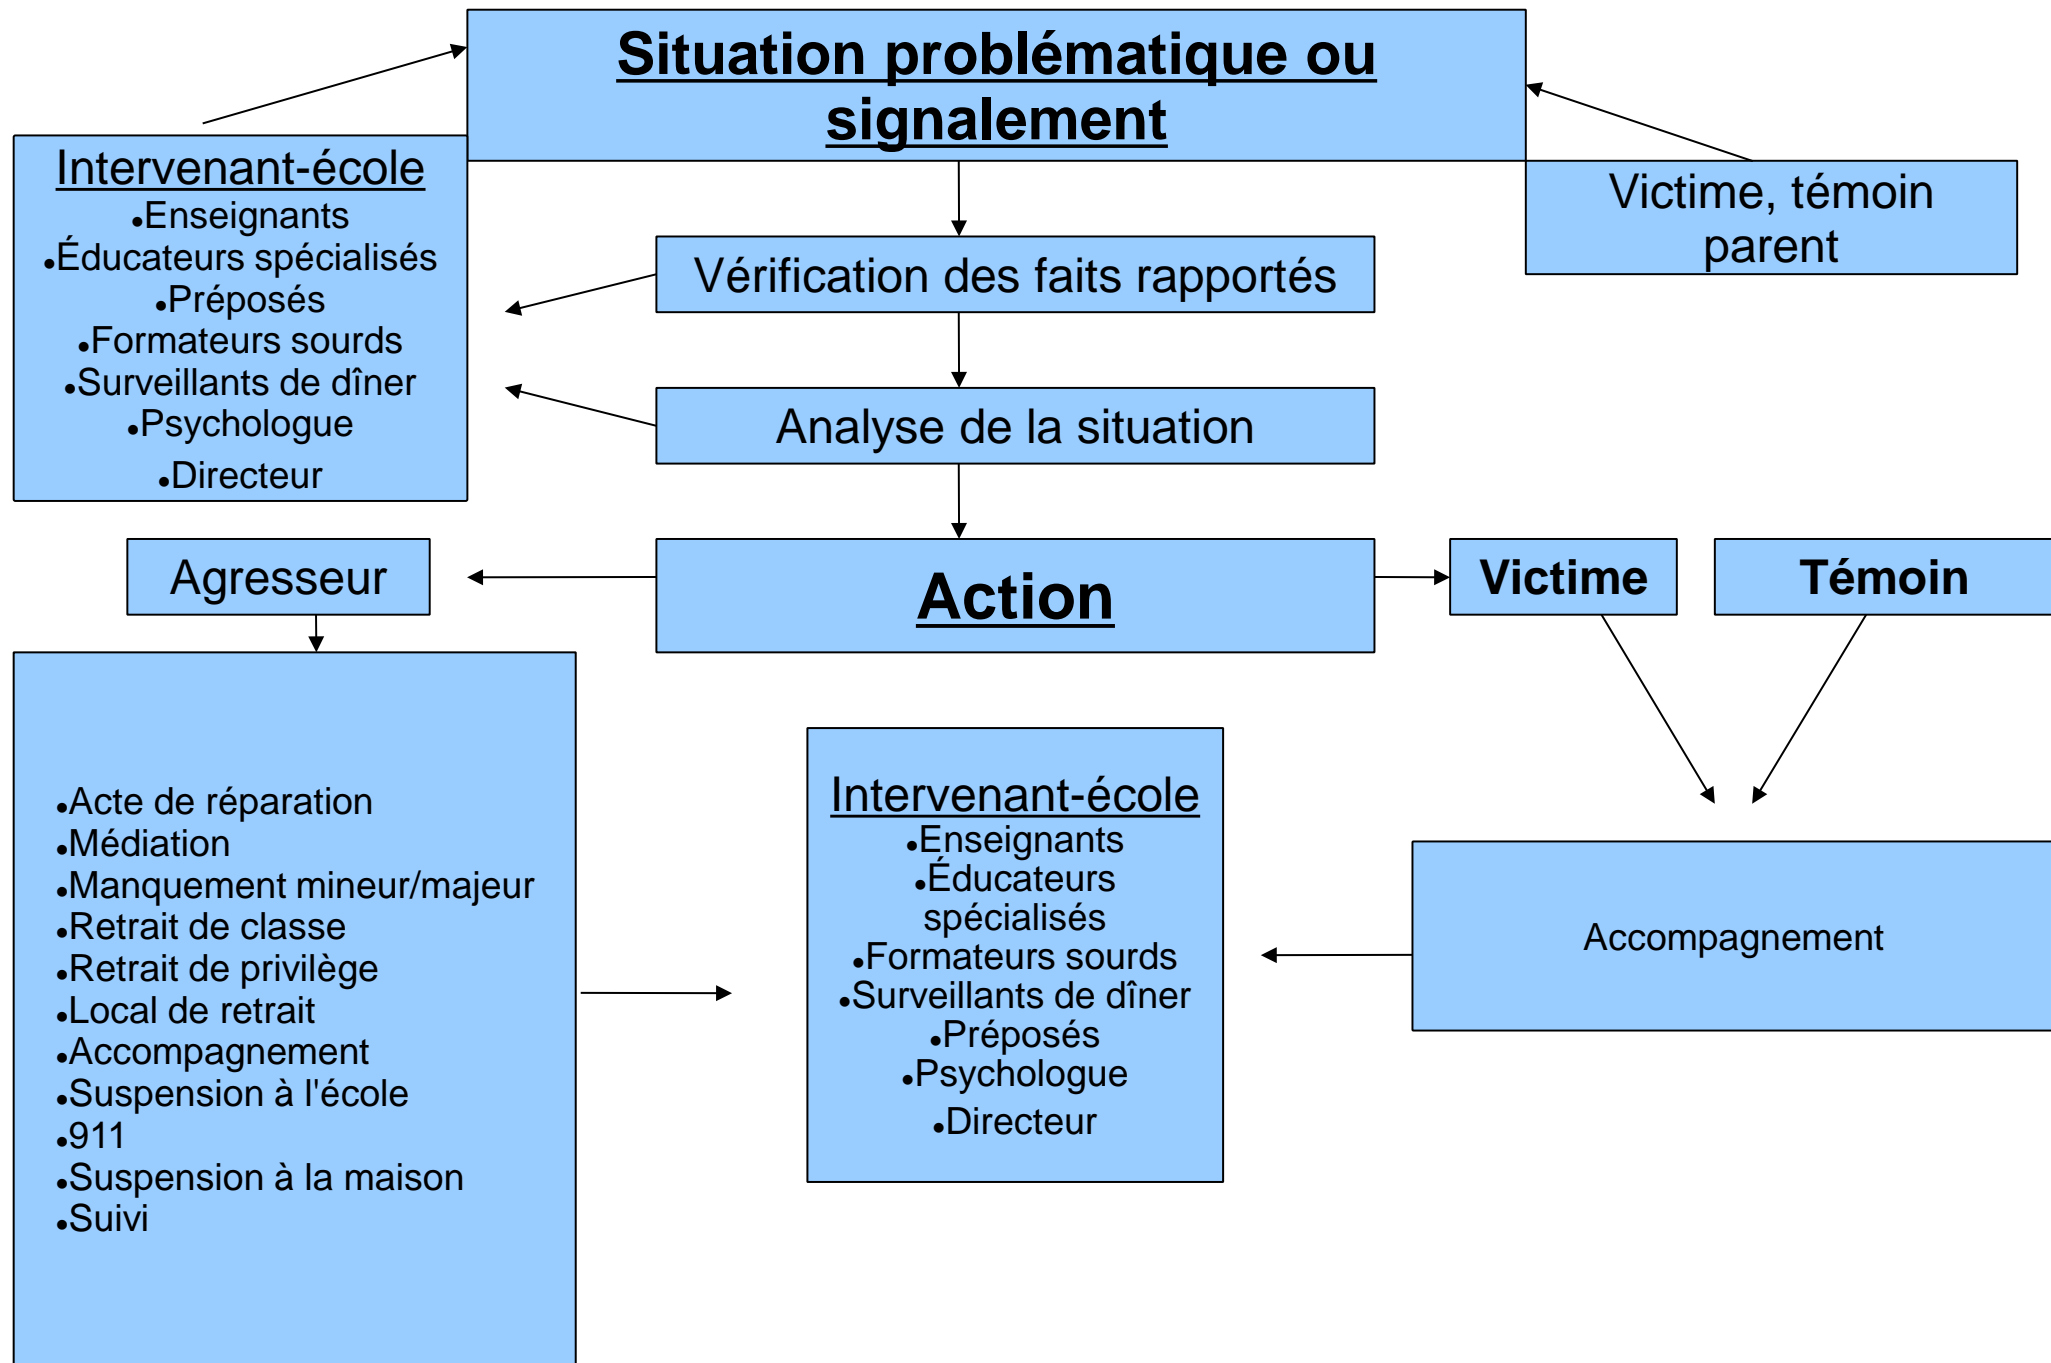 Situation problématique ou
signalement
Intervenant-école
•Enseignants
•Éducateurs spécialisés
•Préposés
•Formateurs sourds
•Surveillants de dîner
•Psychologue
•Directeur
Victime, témoin
parent
Vérification des faits rapportés
Analyse de la situation
Agresseur
Action
Victime
Témoin
•Acte de réparation
•Médiation
•Manquement mineur/majeur
•Retrait de classe
•Retrait de privilège
•Local de retrait
•Accompagnement
•Suspension à l'école
•911
•Suspension à la maison
•Suivi
Intervenant-école
•Enseignants
•Éducateurs
spécialisés
•Formateurs sourds
•Surveillants de dîner
•Préposés
•Psychologue
•Directeur
Accompagnement